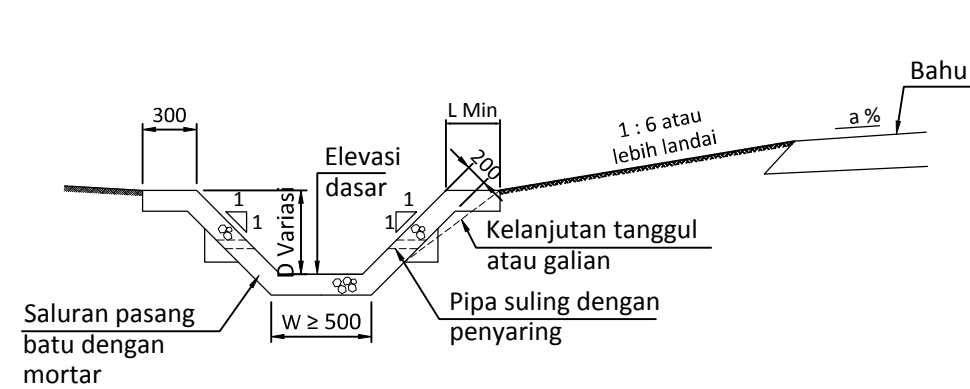 Bahu
a %
1 : 6 atau
lebih landai
300
L Min
200
Elevasi
dasar
1
1
1
1
D Variasi
Kelanjutan tanggul
atau galian
Pipa suling dengan
penyaring
W ≥ 500
Saluran pasang
batu dengan
mortar